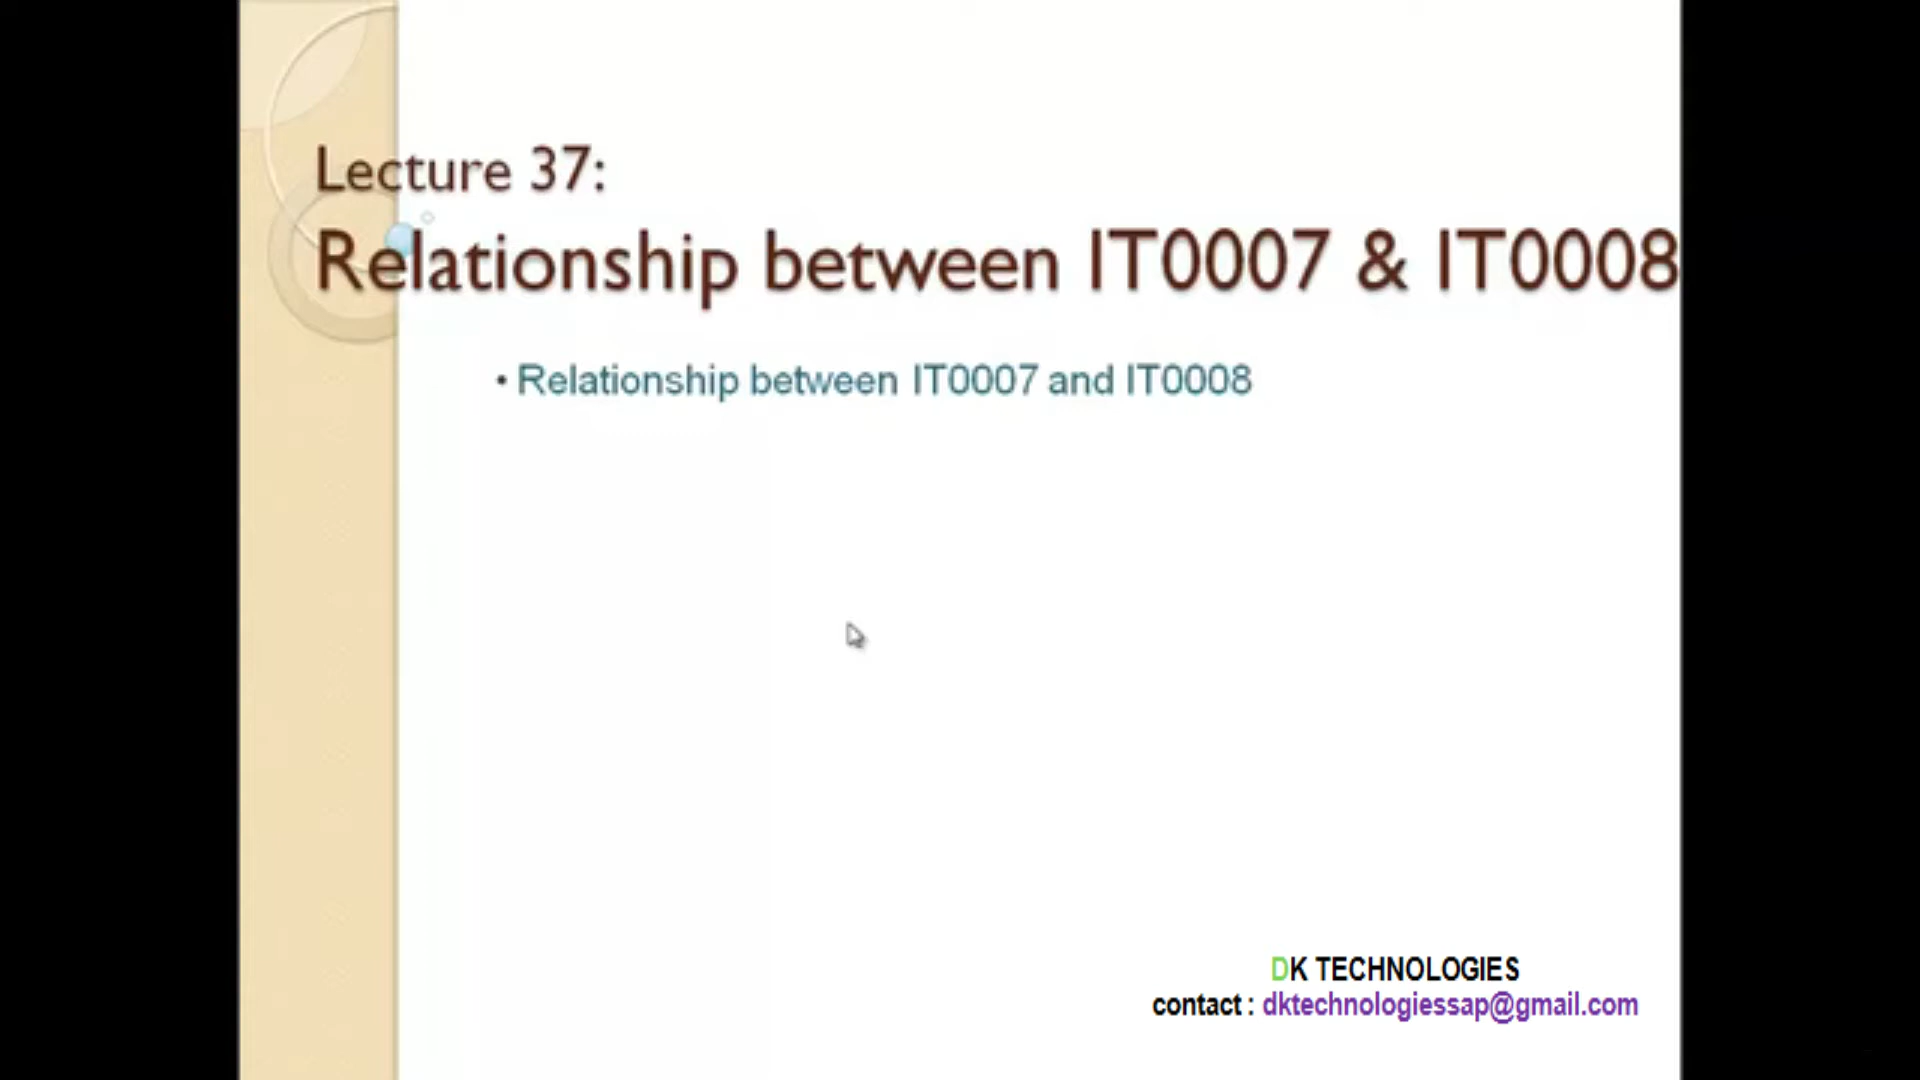 Lecture 37:
Relationship between IT0007 & IT0008
• Relationship between IT0007 and IT0008
DK TECHNOLOGIES
contact : dktechnologiessap@gmail.com